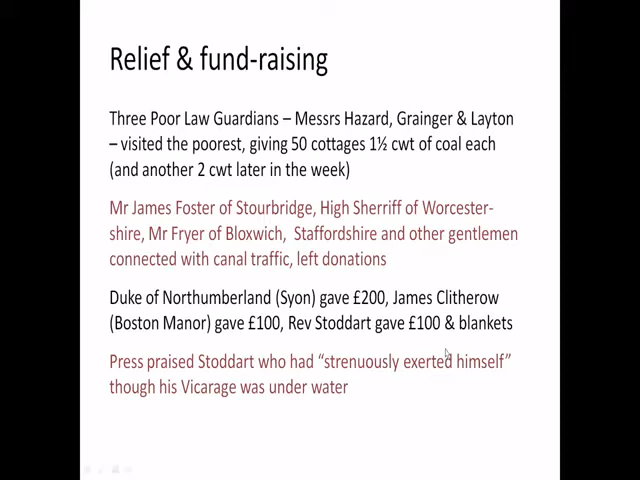 Relief & fund-raising
Three Poor Law Guardians – Messrs Hazard, Grainger & Layton
– visited the poorest, giving 50 cottages 1½ cwt of coal each
(and another 2 cwt later in the week)
Mr James Foster of Stourbridge, High Sherriff of Worcester-
shire, Mr Fryer of Bloxwich,  Staffordshire and other gentlemen
connected with canal traffic, left donations
Duke of Northumberland (Syon) gave £200, James Clitherow
(Boston Manor) gave £100, Rev Stoddart gave £100 & blankets
Press praised Stoddart who had “strenuously exerted himself”
though his Vicarage was under water